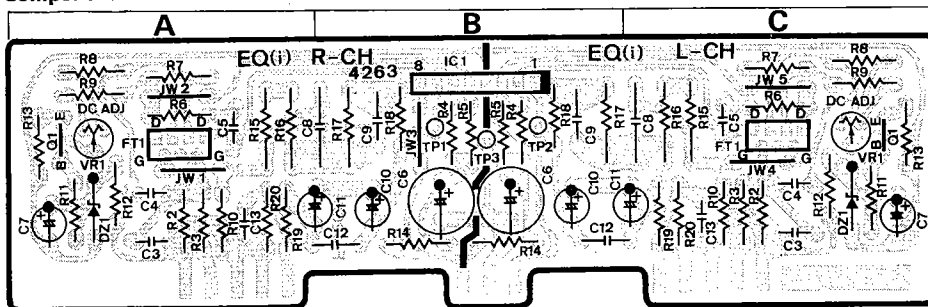 A B C
EQ(i) R-CH
EQ(i) L-CH
4263
8 IC1 1
R8
R9
DC ADJ
R13
Q1
E
B
VR1
R11
C7
DZ1
R12
R7
JW2
R6
D D
FT1
G G
JW1
C5
C4
C3
R2
R3
R10
C13
R15
R16
R20
R19
C8
R17
C9
R18
C11
C10
C12
JW3
TP1
R4
R5
TP3
R5
R4
TP2
C6
C6
R14
R14
R18
C9
R17
C8
R16
R15
C10
C11
C12
R19
R20
C13
R10
R3
R2
C5
R7
JW5
R6
D D
FT1
G G
JW4
C4
C3
R8
R9
DC ADJ
E
B
Q1
R13
VR1
R12
DZ1
R11
C7